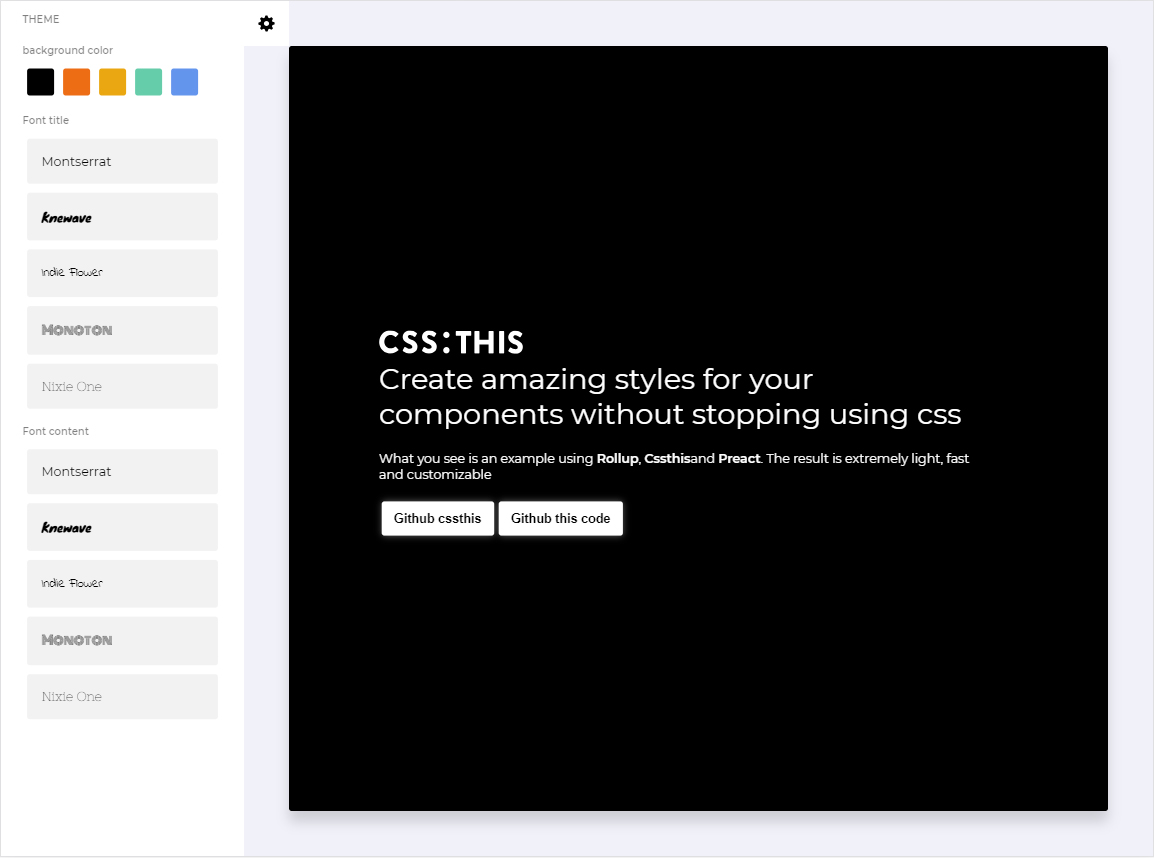 THEME
background color
Font title
Montserrat
Knewave
Indie Flower
Monoton
Nixie One
Font content
Montserrat
Knewave
Indie Flower
Monoton
Nixie One
CSS:THIS
Create amazing styles for your
components without stopping using css
What you see is an example using Rollup, Cssthisand Preact. The result is extremely light, fast
and customizable
Github cssthis Github this code